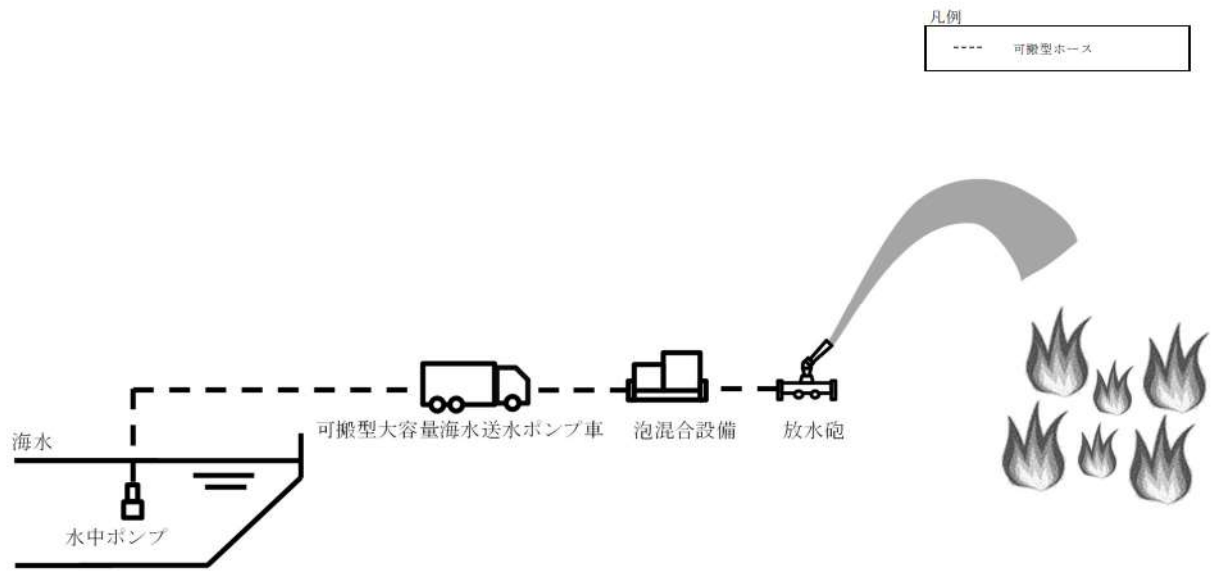 凡例
可搬型ホース
海水
可搬型大容量海水送水ポンプ車
泡混合設備
放水砲
水中ポンプ